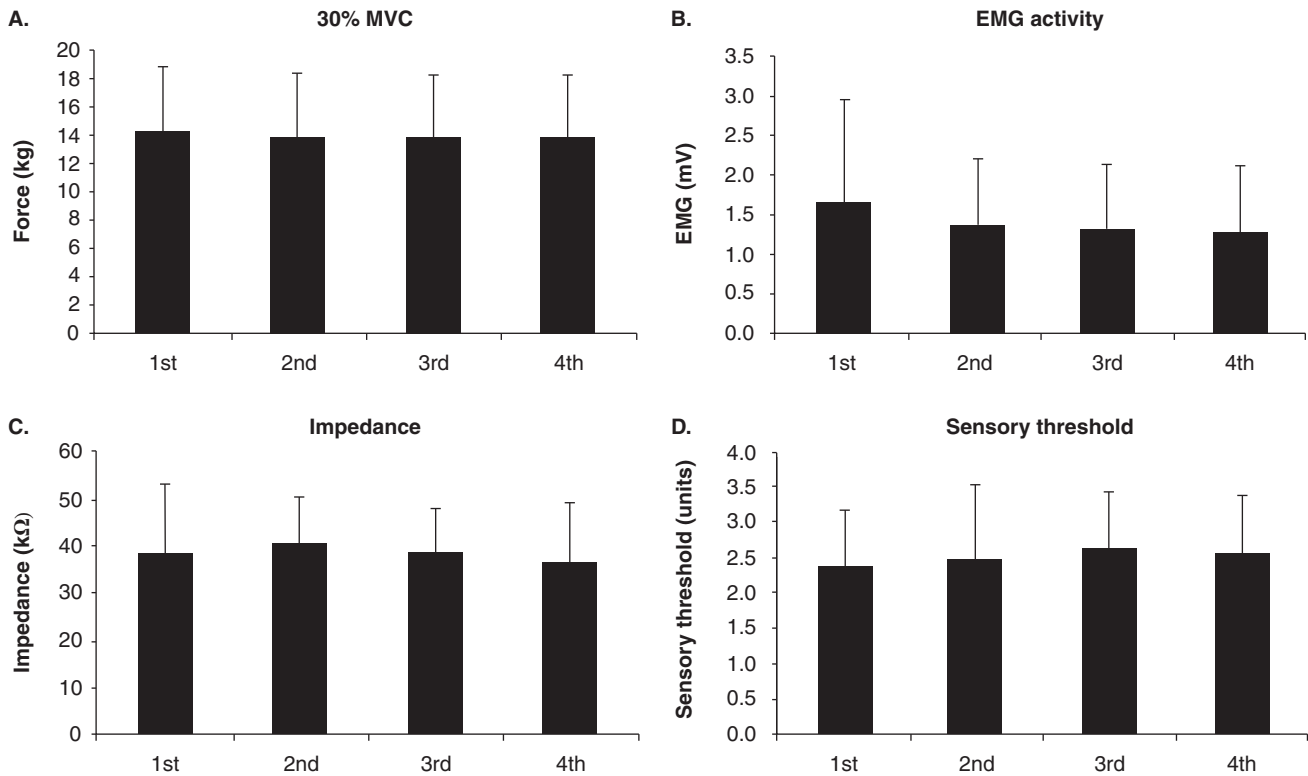 A.
30% MVC
Force (kg)
20
18
16
14
12
10
8
6
4
2
0
1st 2nd 3rd 4th
B.
EMG activity
EMG (mV)
3.5
3.0
2.5
2.0
1.5
1.0
0.5
0.0
1st 2nd 3rd 4th
C.
Impedance
Impedance (kΩ)
60
50
40
30
20
10
0
1st 2nd 3rd 4th
D.
Sensory threshold
Sensory threshold (units)
4.0
3.5
3.0
2.5
2.0
1.5
1.0
0.5
0.0
1st 2nd 3rd 4th